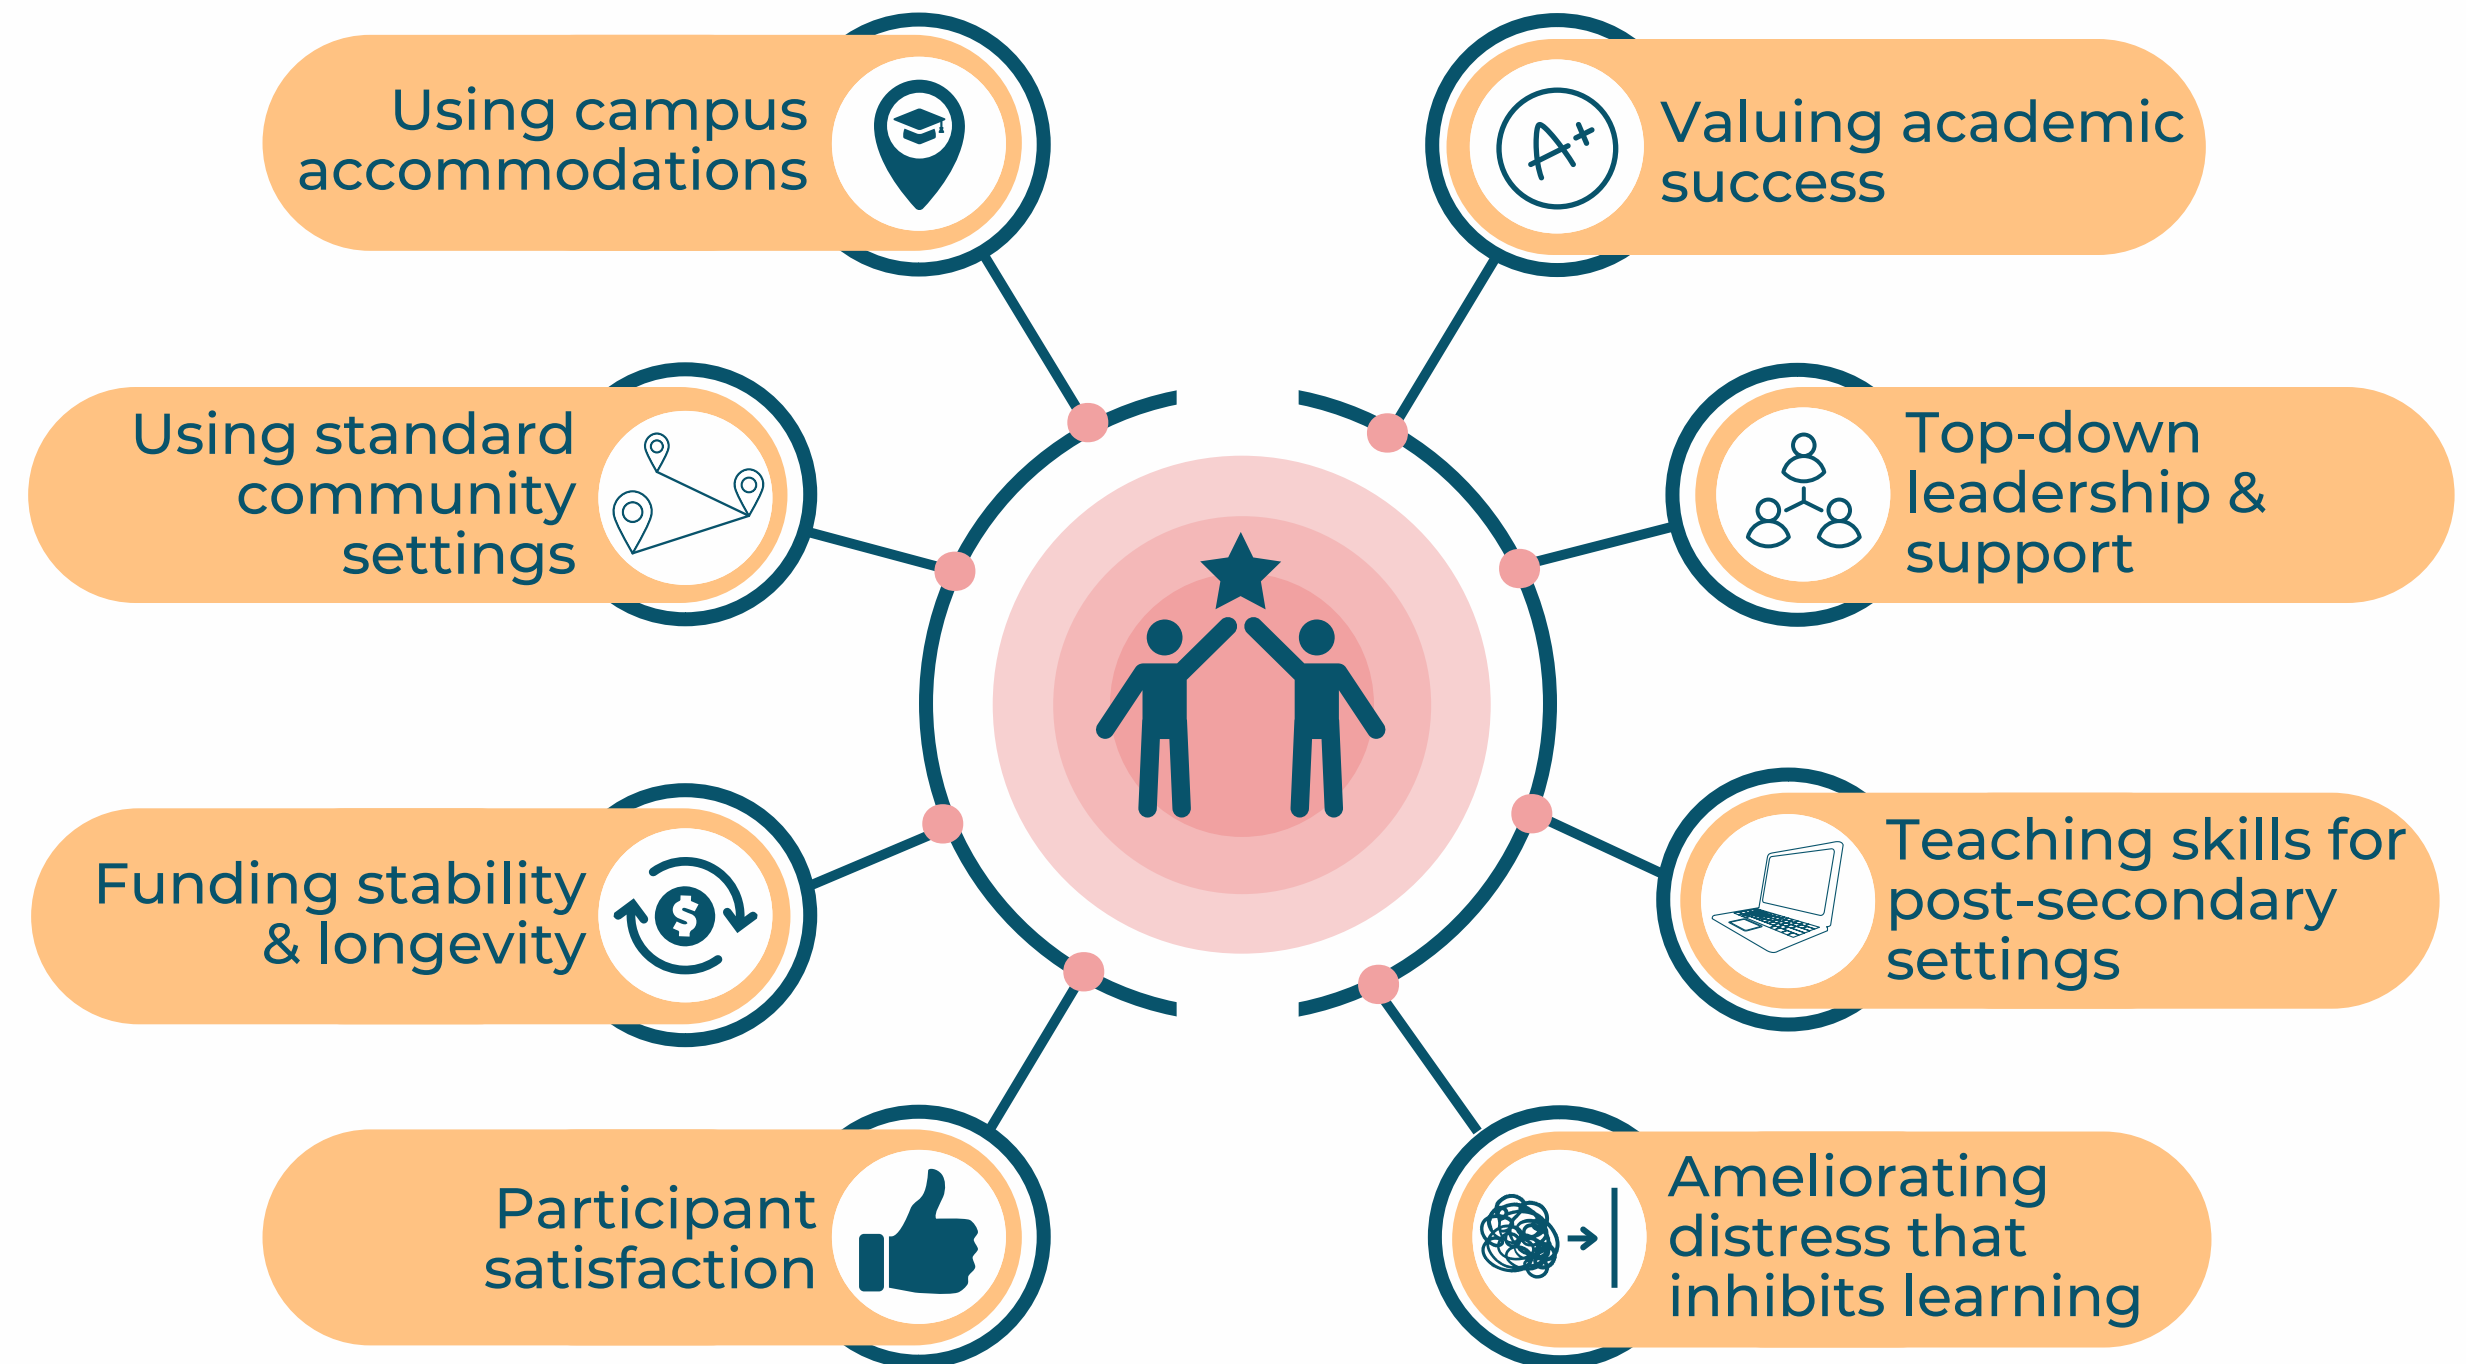 Using campus
accommodations
Valuing academic
success
Using standard
community
settings
Top-down
leadership &
support
Funding stability
& longevity
Teaching skills for
post-secondary
settings
Participant
satisfaction
Ameliorating
distress that
inhibits learning
A+
$